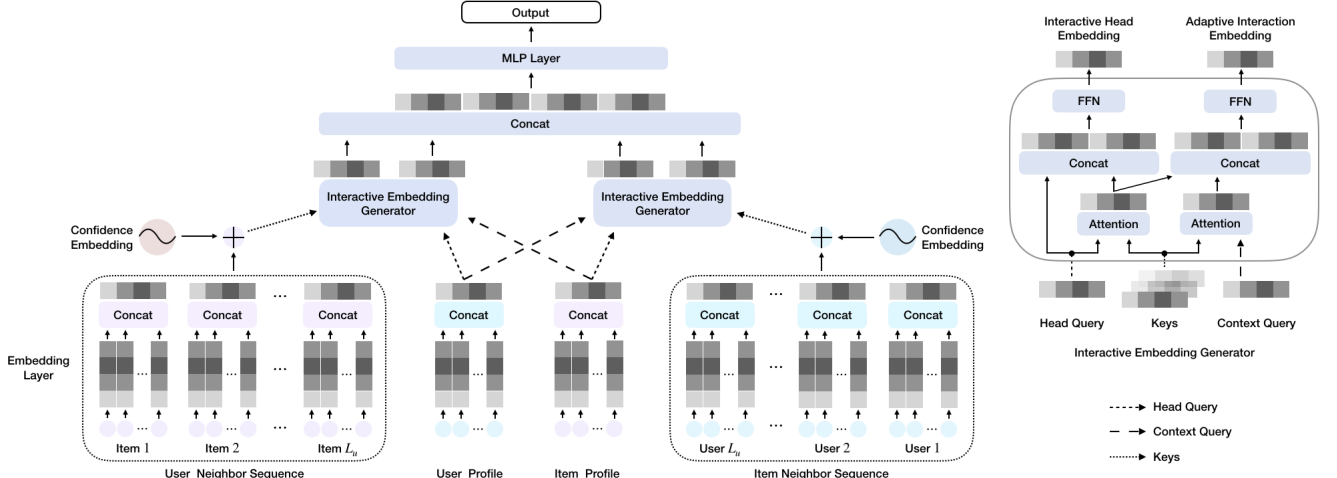 Output
MLP Layer
Concat
Interactive Embedding
Generator
Interactive Embedding
Generator
Confidence
Embedding
Confidence
Embedding
Concat
Concat
...
Concat
Concat
Concat
Concat
...
Concat
Concat
Embedding
Layer
... ... ... ... ... ... ... ... ... ...
... ... ... ... ... ... ... ... ... ...
Item 1
Item 2
Item L_u
User L_u
User 2
User 1
User Neighbor Sequence
User Profile
Item Profile
Item Neighbor Sequence
Interactive Head
Embedding
Adaptive Interaction
Embedding
FFN
FFN
Concat
Concat
Attention
Attention
Head Query
Keys
Context Query
Interactive Embedding Generator
Head Query
Context Query
Keys